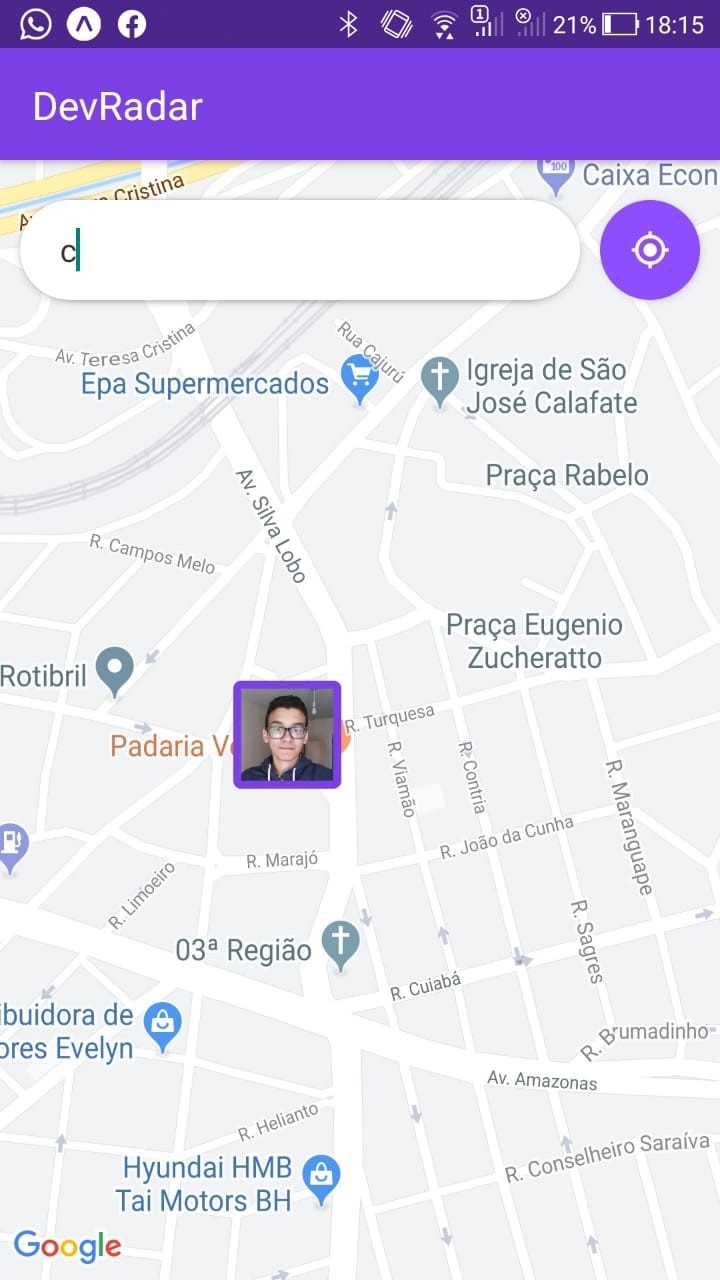 1
21%
18:15
DevRadar
100
Caixa Econ
Cristina
c
Av. Teresa Cristina
Rua Cajurú
Epa Supermercados
Igreja de São
José Calafate
Praça Rabelo
Av. Silva Lobo
R. Campos Melo
Praça Eugenio
Zucheratto
Rotibril
R. Turquesa
Padaria V
R. Viamão
R. Contria
R. Maranguape
R. João da Cunha
R. Marajó
R. Limoeiro
R. Sagres
03ª Região
R. Cuiabá
ibuidora de
ores Evelyn
R. Brumadinho
Av. Amazonas
R. Helianto
R. Conselheiro Saraíva
Hyundai HMB
Tai Motors BH
Google